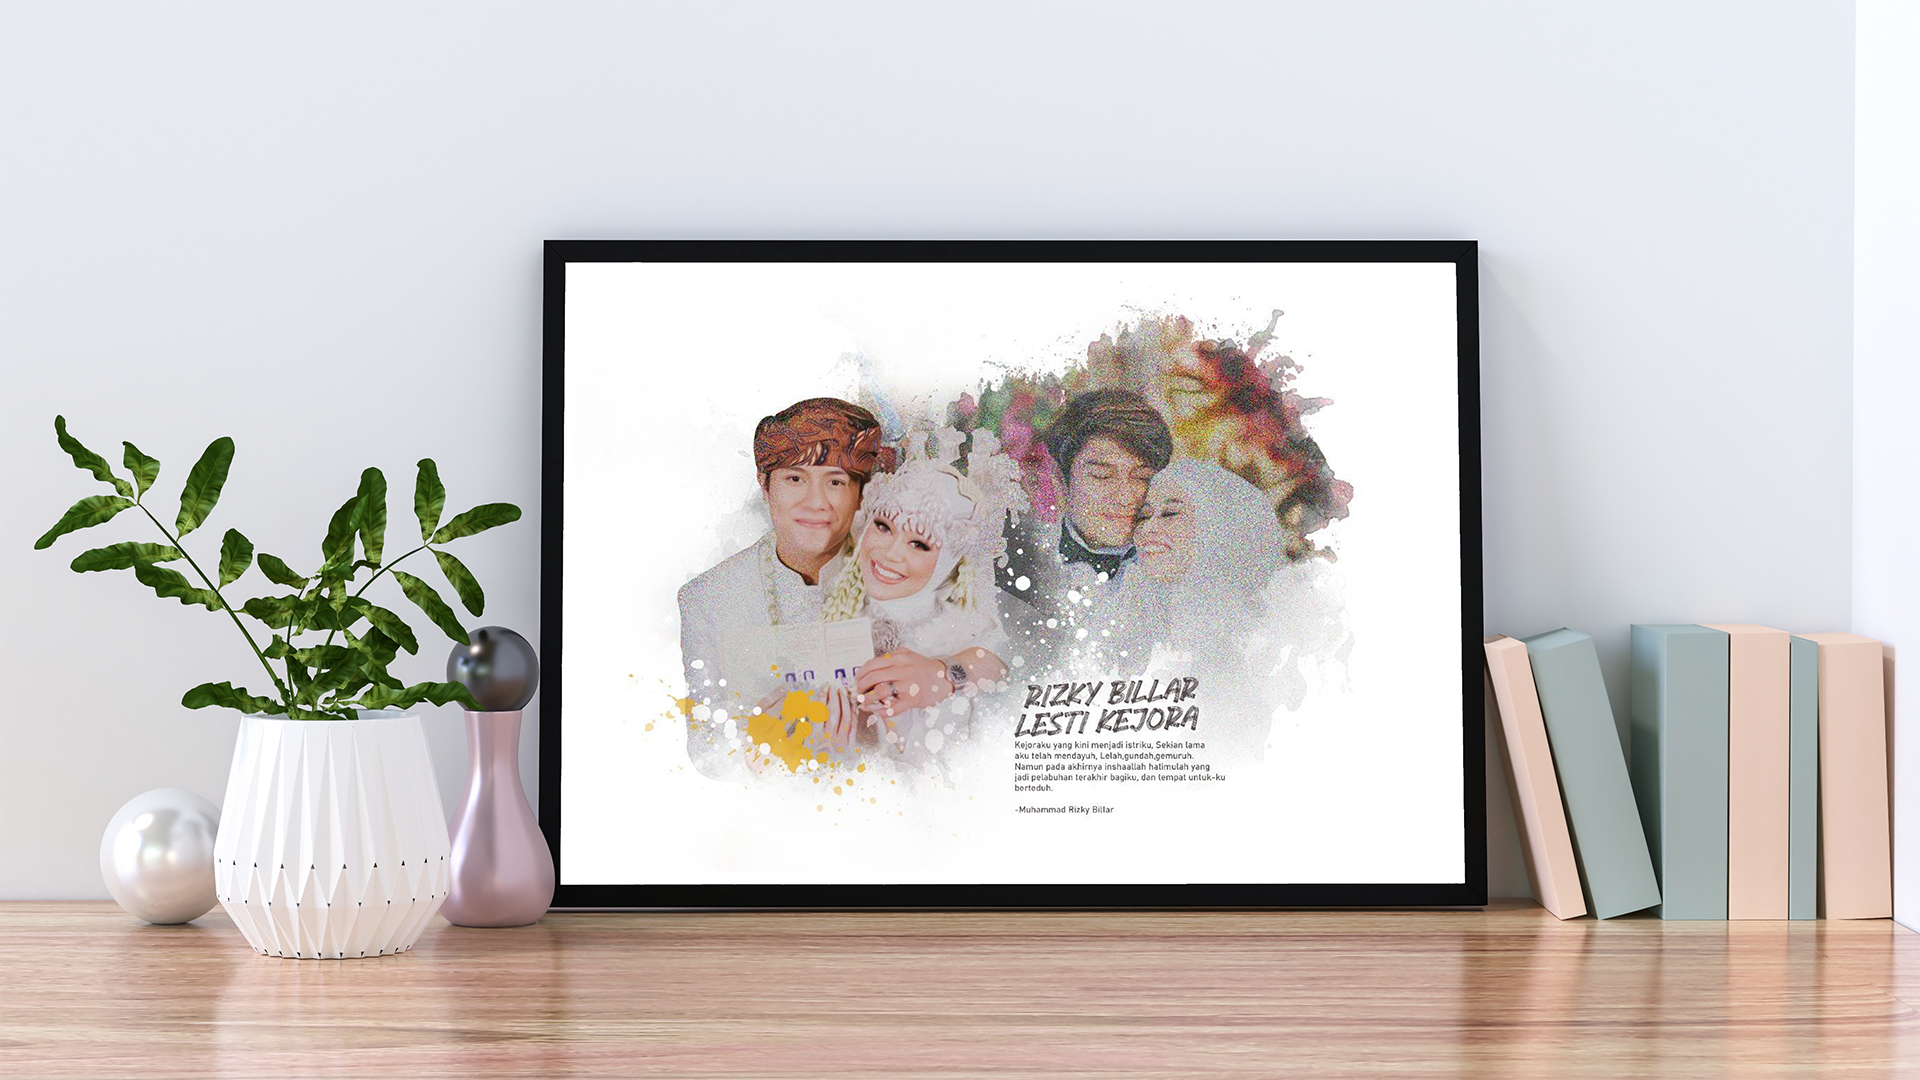 RIZKY BILLAR
LESTI KEJORA
Kejoraku yang kini menjadi istriku, Sekian lama
aku telah mendayuh, Lelah,gundah,gemuruh.
Namun pada akhirnya inshaallah hatimulah yang
jadi pelabuhan terakhir bagiku, dan tempat untuk-ku
berteduh.
-Muhammad Rizky Billar